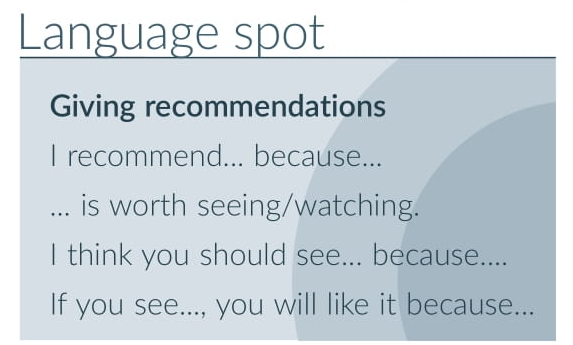 Language spot
Giving recommendations
I recommend... because...
... is worth seeing/watching.
I think you should see... because....
If you see..., you will like it because...